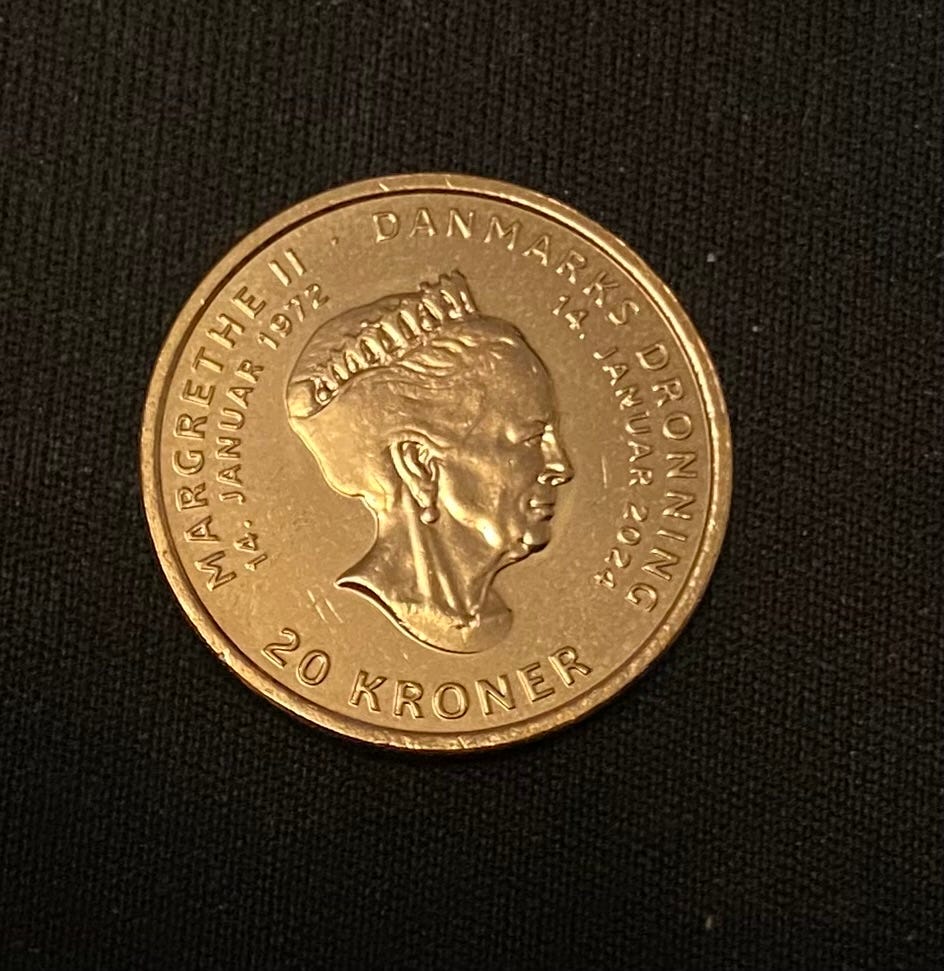 MARGRETHE II · DANMARKS DRONNING
14. JANUAR 1972
14. JANUAR 2024
20 KRONER